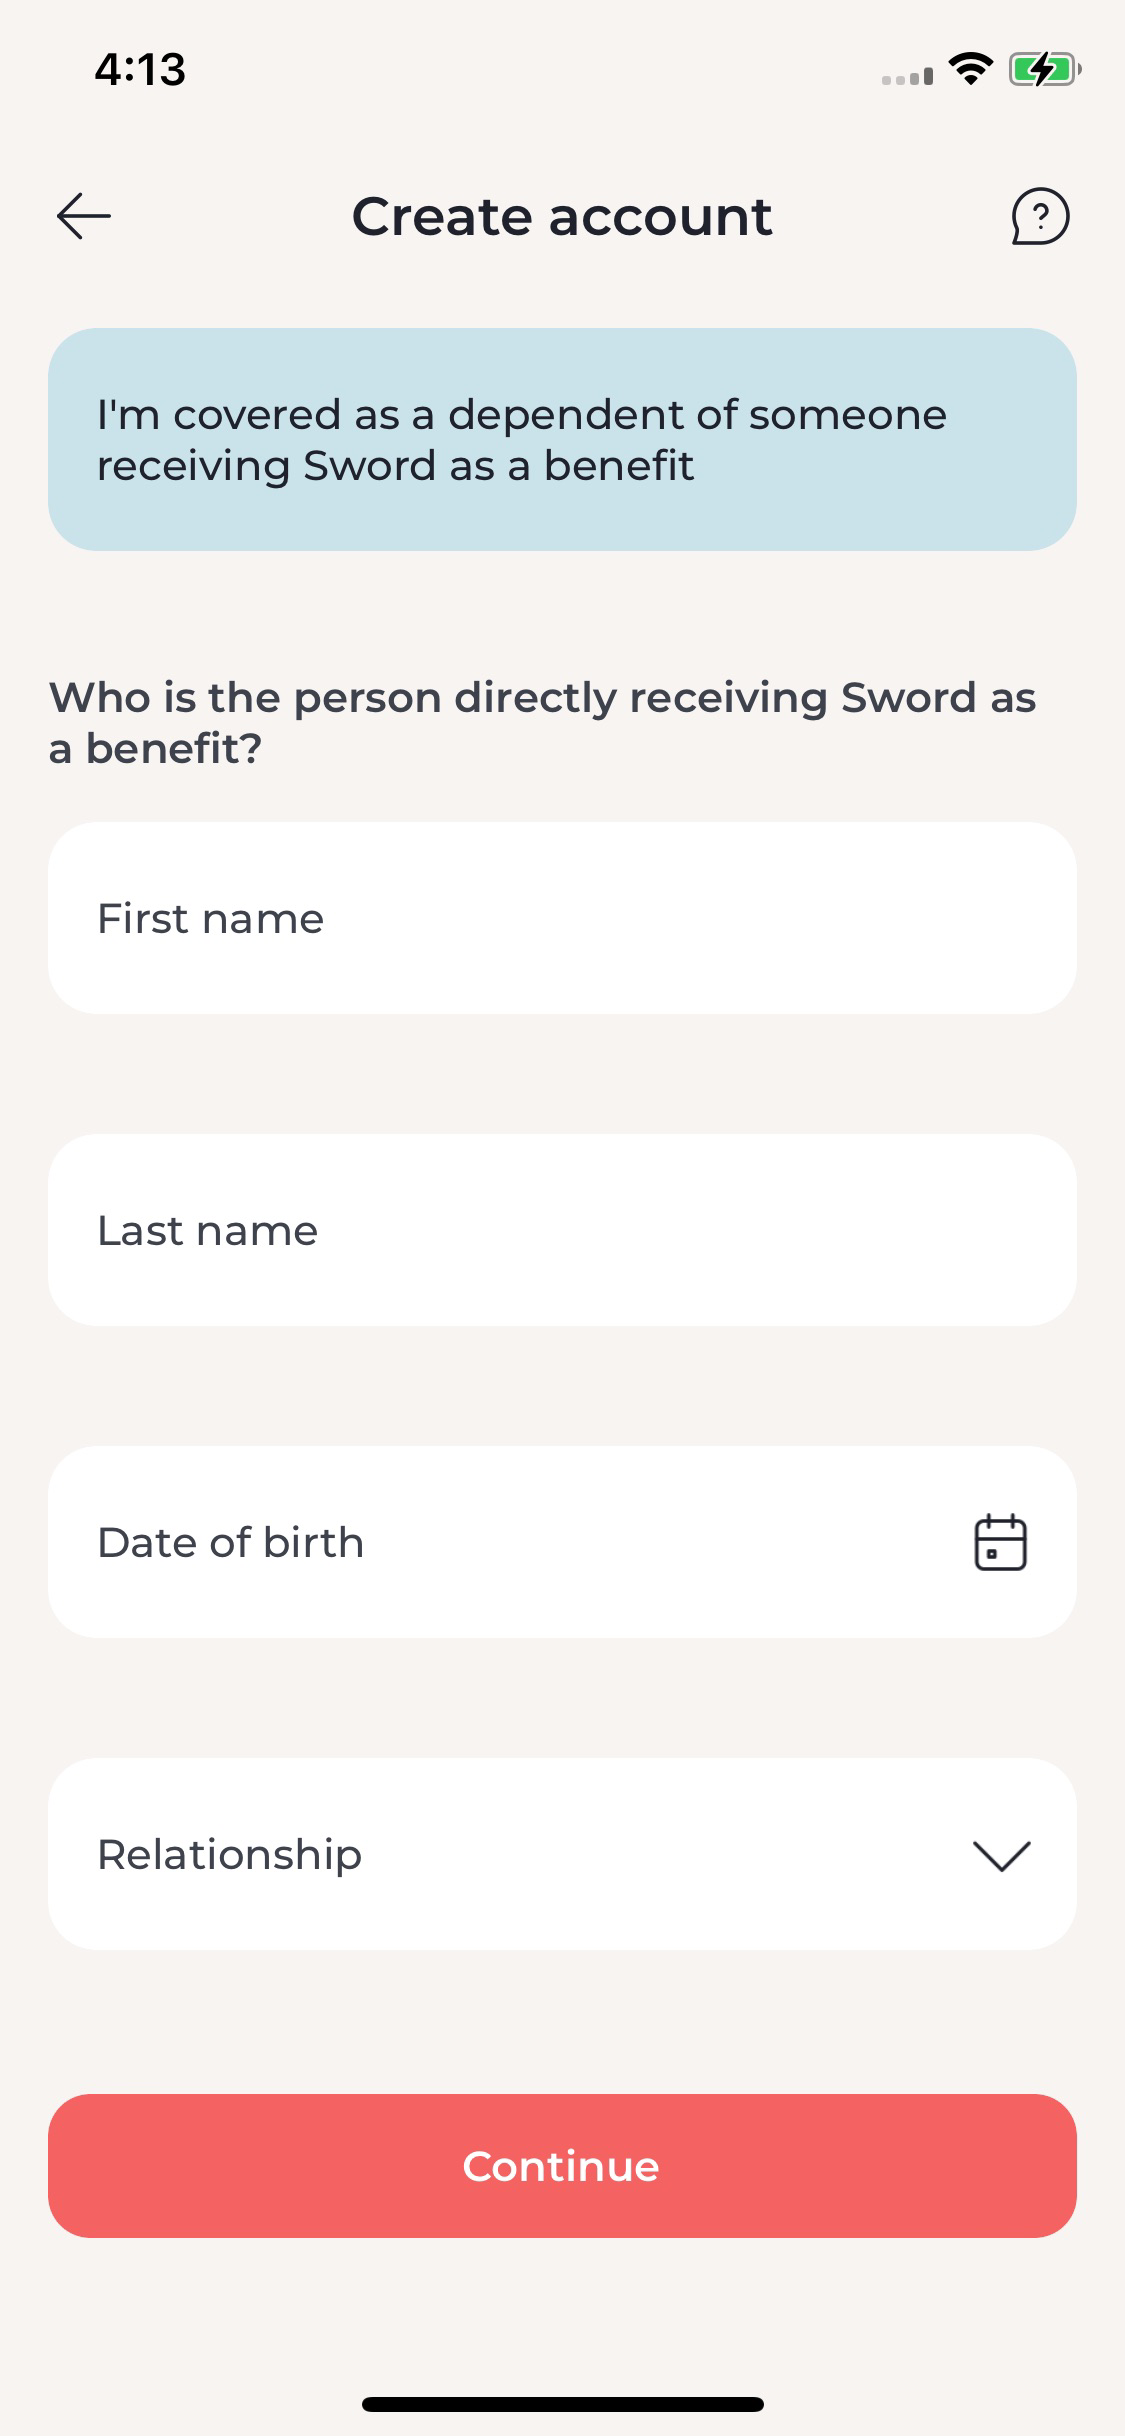 4:13
Create account
I'm covered as a dependent of someone
receiving Sword as a benefit
Who is the person directly receiving Sword as
a benefit?
First name
Last name
Date of birth
Relationship
Continue